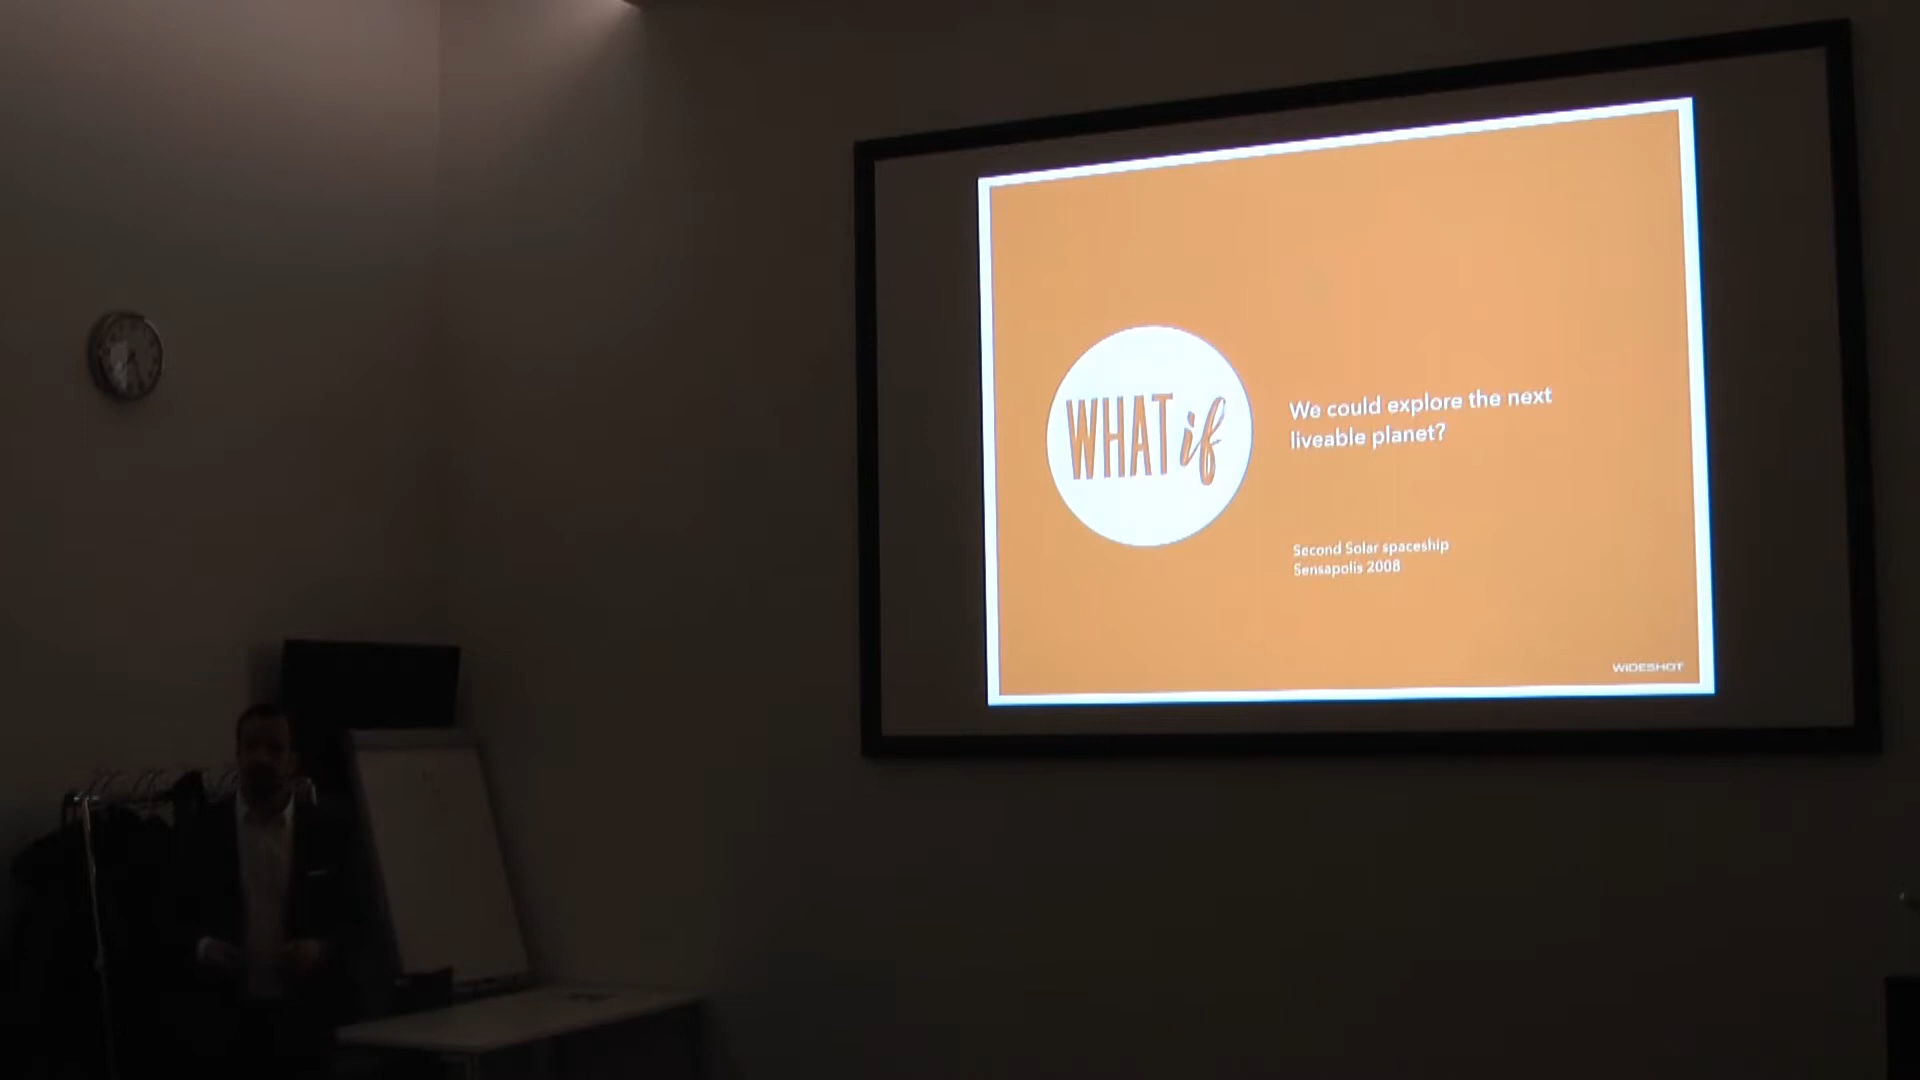 WHAT if
We could explore the next
liveable planet?
Second Solar spaceship
Sensapolis 2008
WIDESHOT